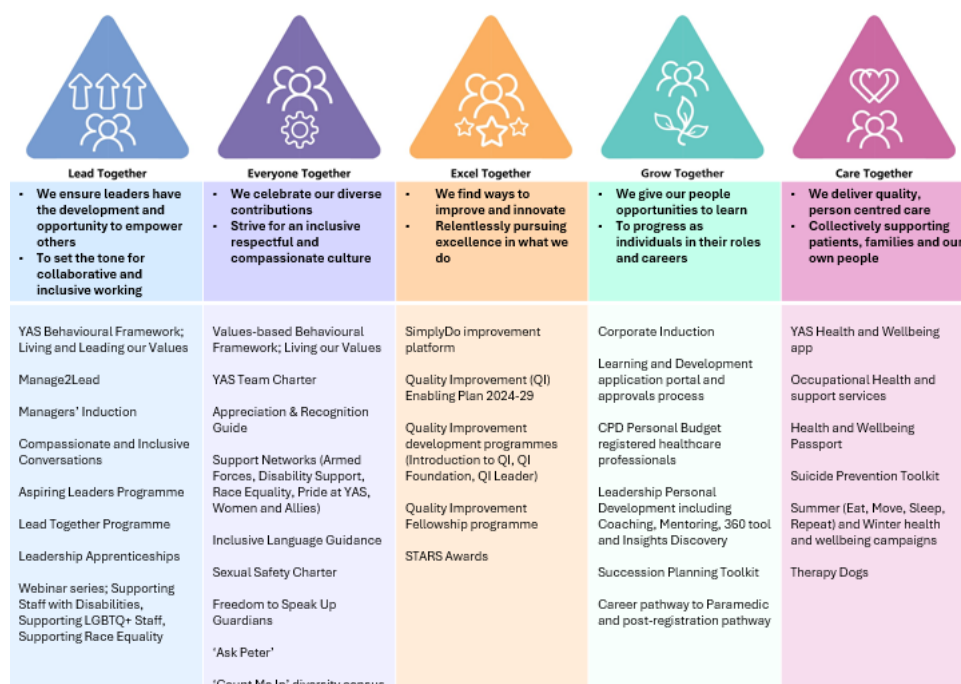 Lead Together
Everyone Together
Excel Together
Grow Together
Care Together
• We ensure leaders have
the development and
opportunity to empower
others
• To set the tone for
collaborative and
inclusive working
• We celebrate our diverse
contributions
• Strive for an inclusive
respectful and
compassionate culture
• We find ways to
improve and innovate
• Relentlessly pursuing
excellence in what we
do
• We give our people
opportunities to learn
• To progress as
individuals in their roles
and careers
• We deliver quality,
person centred care
• Collectively supporting
patients, families and our
own people
YAS Behavioural Framework;
Living and Leading our Values
Manage2Lead
Managers’ Induction
Compassionate and Inclusive
Conversations
Aspiring Leaders Programme
Lead Together Programme
Leadership Apprenticeships
Webinar series; Supporting
Staff with Disabilities,
Supporting LGBTQ+ Staff,
Supporting Race Equality
Values-based Behavioural
Framework; Living our Values
YAS Team Charter
Appreciation & Recognition
Guide
Support Networks (Armed
Forces, Disability Support,
Race Equality, Pride at YAS,
Women and Allies)
Inclusive Language Guidance
Sexual Safety Charter
Freedom to Speak Up
Guardians
‘Ask Peter’
‘Count Me In’ diversity census
SimplyDo improvement
platform
Quality Improvement (QI)
Enabling Plan 2024-29
Quality Improvement
development programmes
(Introduction to QI, QI
Foundation, QI Leader)
Quality Improvement
Fellowship programme
STARS Awards
Corporate Induction
Learning and Development
application portal and
approvals process
CPD Personal Budget
registered healthcare
professionals
Leadership Personal
Development including
Coaching, Mentoring, 360 tool
and Insights Discovery
Succession Planning Toolkit
Career pathway to Paramedic
and post-registration pathway
YAS Health and Wellbeing
app
Occupational Health and
support services
Health and Wellbeing
Passport
Suicide Prevention Toolkit
Summer (Eat, Move, Sleep,
Repeat) and Winter health
and wellbeing campaigns
Therapy Dogs